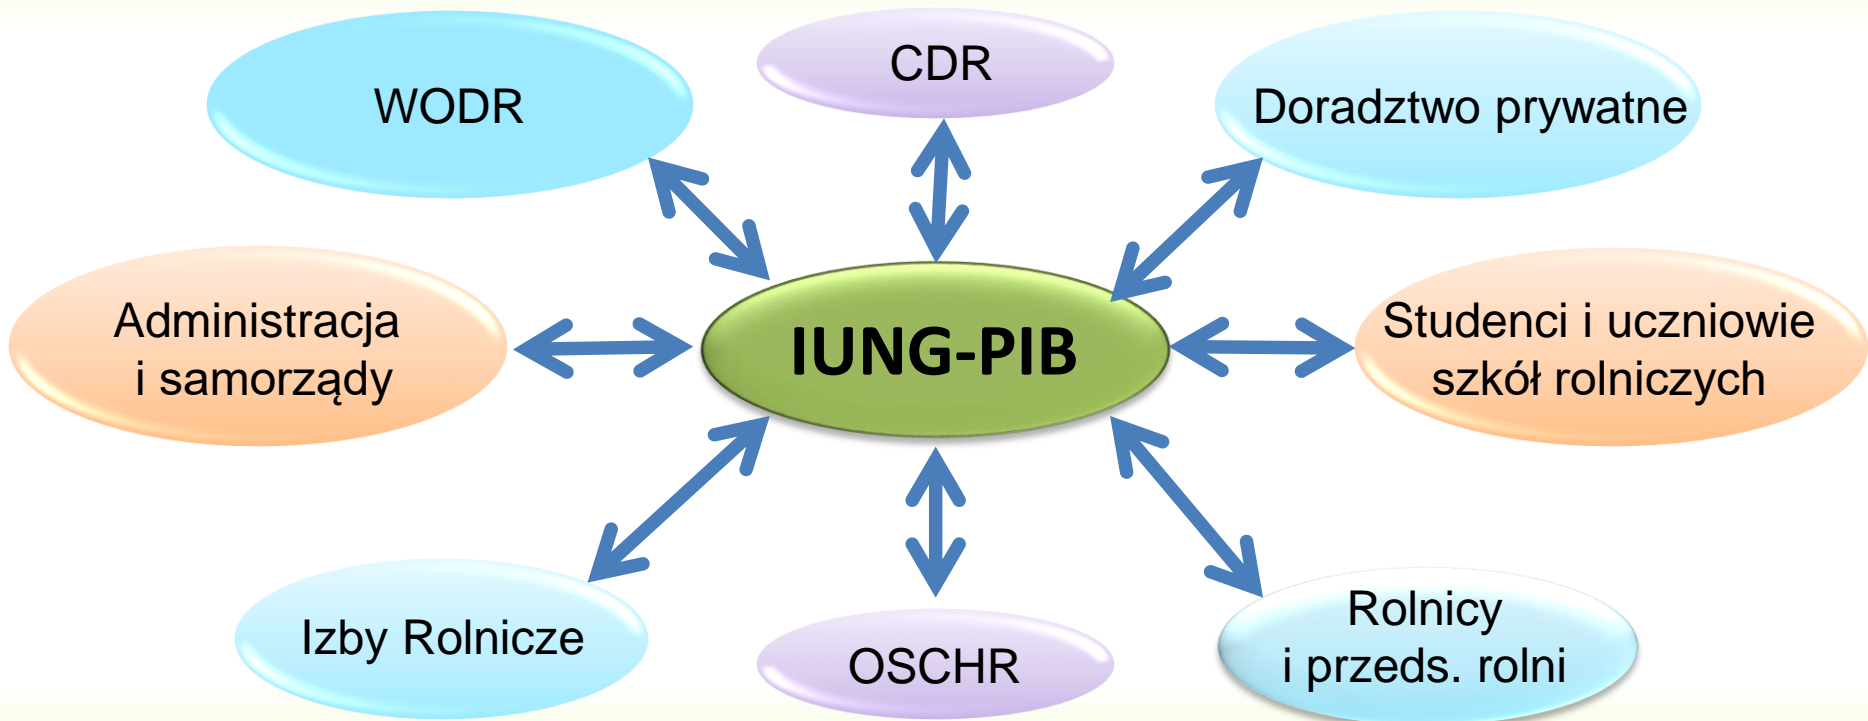 WODR
CDR
Doradztwo prywatne
Administracja
i samorządy
IUNG-PIB
Studenci i uczniowie
szkół rolniczych
Izby Rolnicze
OSCHR
Rolnicy
i przeds. rolni